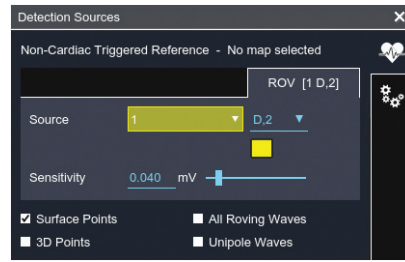 Detection Sources
Non-Cardiac Triggered Reference - No map selected
ROV [1 D,2]
Source 1 D,2
Sensitivity 0.040 mV
Surface Points All Roving Waves
3D Points Unipole Waves